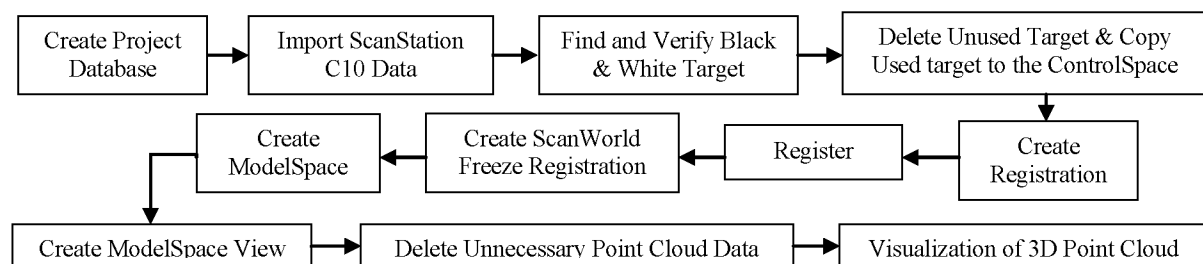 Create Project
Database
Import ScanStation
C10 Data
Find and Verify Black
& White Target
Delete Unused Target & Copy
Used target to the ControlSpace
Create
Registration
Register
Create ScanWorld
Freeze Registration
Create
ModelSpace
Create ModelSpace View
Delete Unnecessary Point Cloud Data
Visualization of 3D Point Cloud